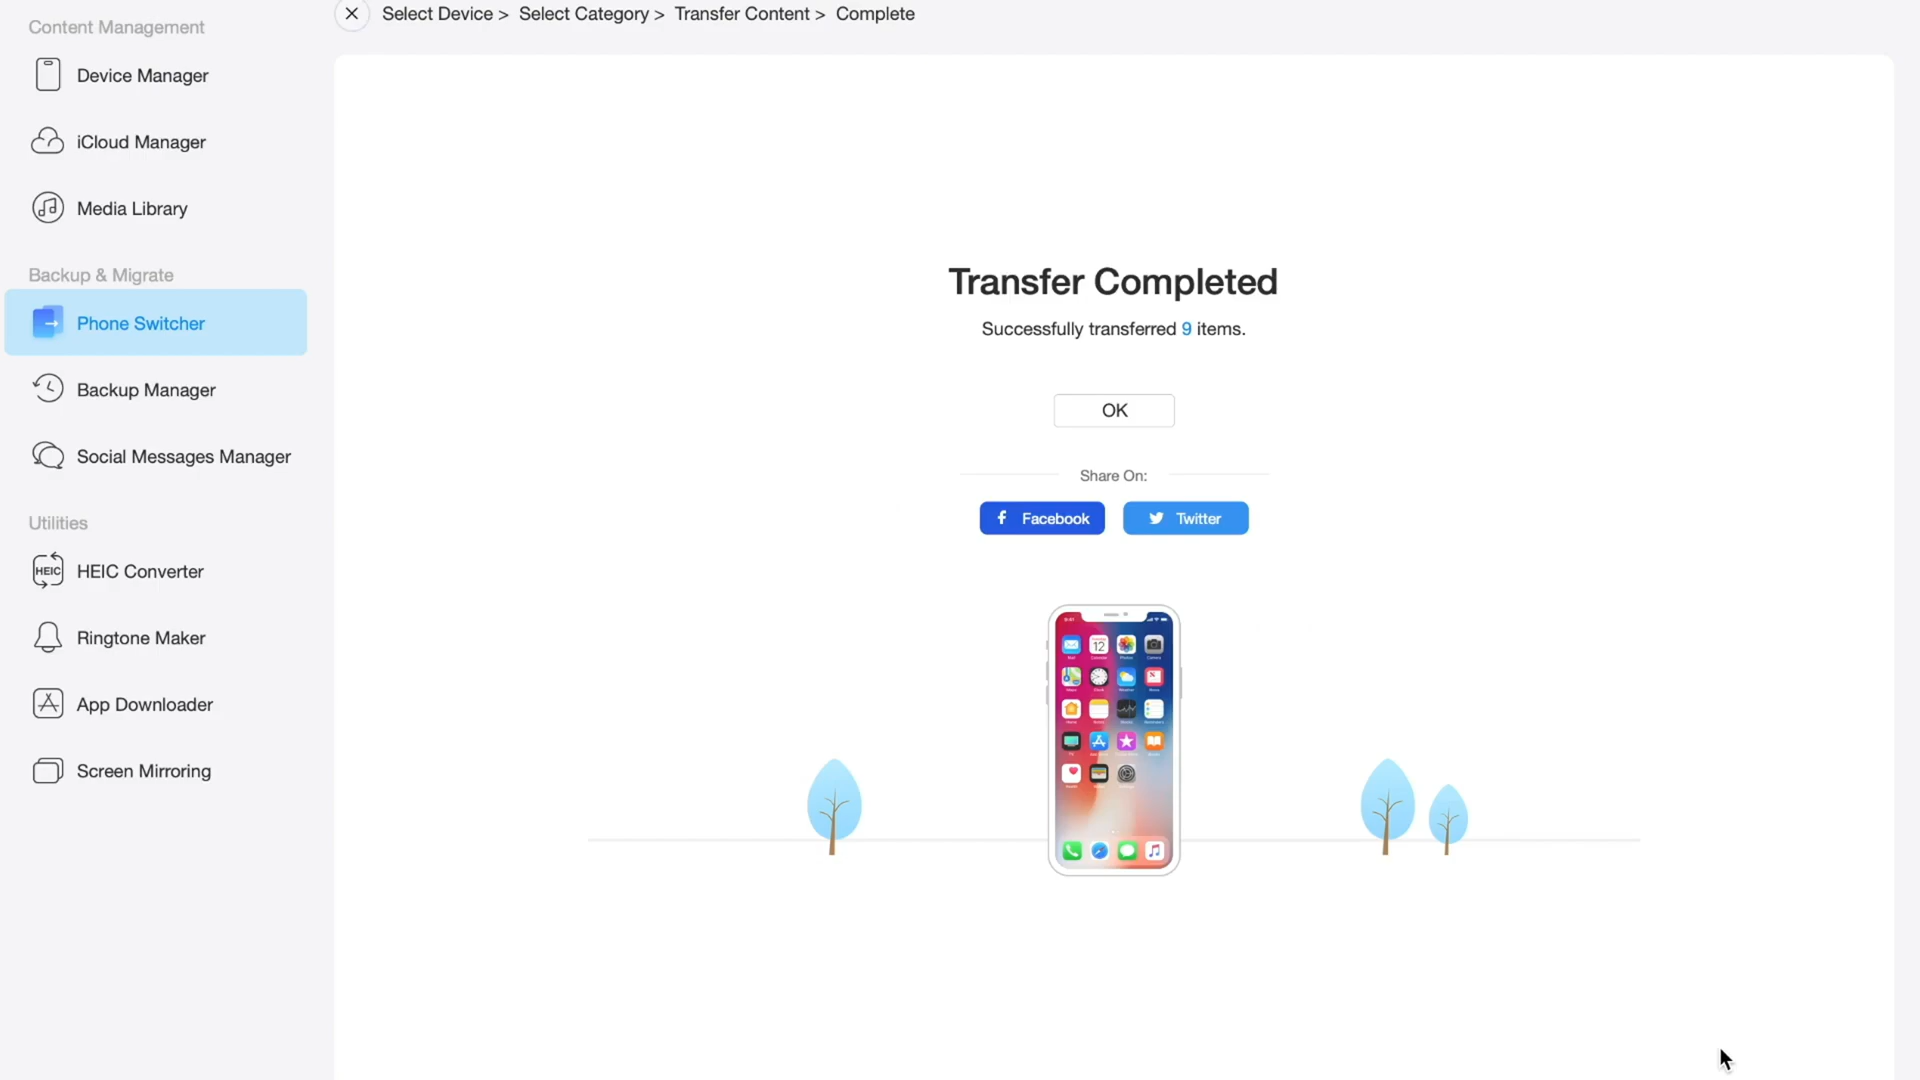 Content Management
Device Manager
iCloud Manager
Media Library
Backup & Migrate
Phone Switcher
Backup Manager
Social Messages Manager
Utilities
HEIC
HEIC Converter
Ringtone Maker
App Downloader
Screen Mirroring
Select Device > Select Category > Transfer Content > Complete
Transfer Completed
Successfully transferred 9 items.
OK
Share On:
Facebook
Twitter
12